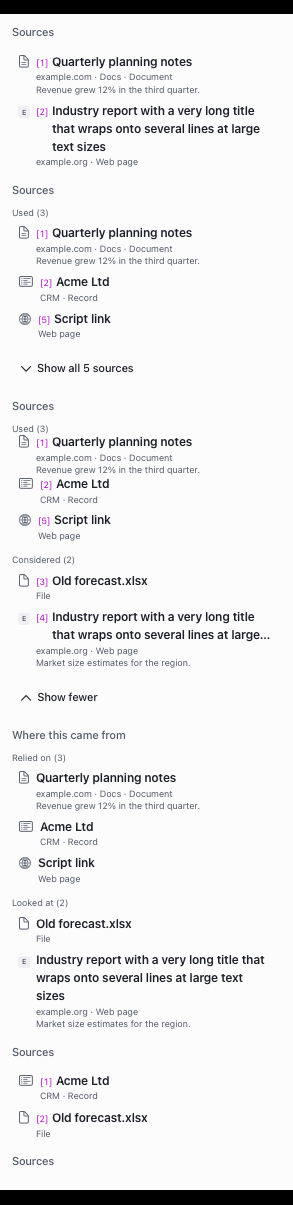 Sources
[1] Quarterly planning notes
example.com · Docs · Document
Revenue grew 12% in the third quarter.
E [2] Industry report with a very long title
that wraps onto several lines at large
text sizes
example.org · Web page
Sources
Used (3)
[1] Quarterly planning notes
example.com · Docs · Document
Revenue grew 12% in the third quarter.
[2] Acme Ltd
CRM · Record
[5] Script link
Web page
Show all 5 sources
Sources
Used (3)
[1] Quarterly planning notes
example.com · Docs · Document
Revenue grew 12% in the third quarter.
[2] Acme Ltd
CRM · Record
[5] Script link
Web page
Considered (2)
[3] Old forecast.xlsx
File
E [4] Industry report with a very long title
that wraps onto several lines at large...
example.org · Web page
Market size estimates for the region.
Show fewer
Where this came from
Relied on (3)
Quarterly planning notes
example.com · Docs · Document
Revenue grew 12% in the third quarter.
Acme Ltd
CRM · Record
Script link
Web page
Looked at (2)
Old forecast.xlsx
File
E Industry report with a very long title that
wraps onto several lines at large text
sizes
example.org · Web page
Market size estimates for the region.
Sources
[1] Acme Ltd
CRM · Record
[2] Old forecast.xlsx
File
Sources